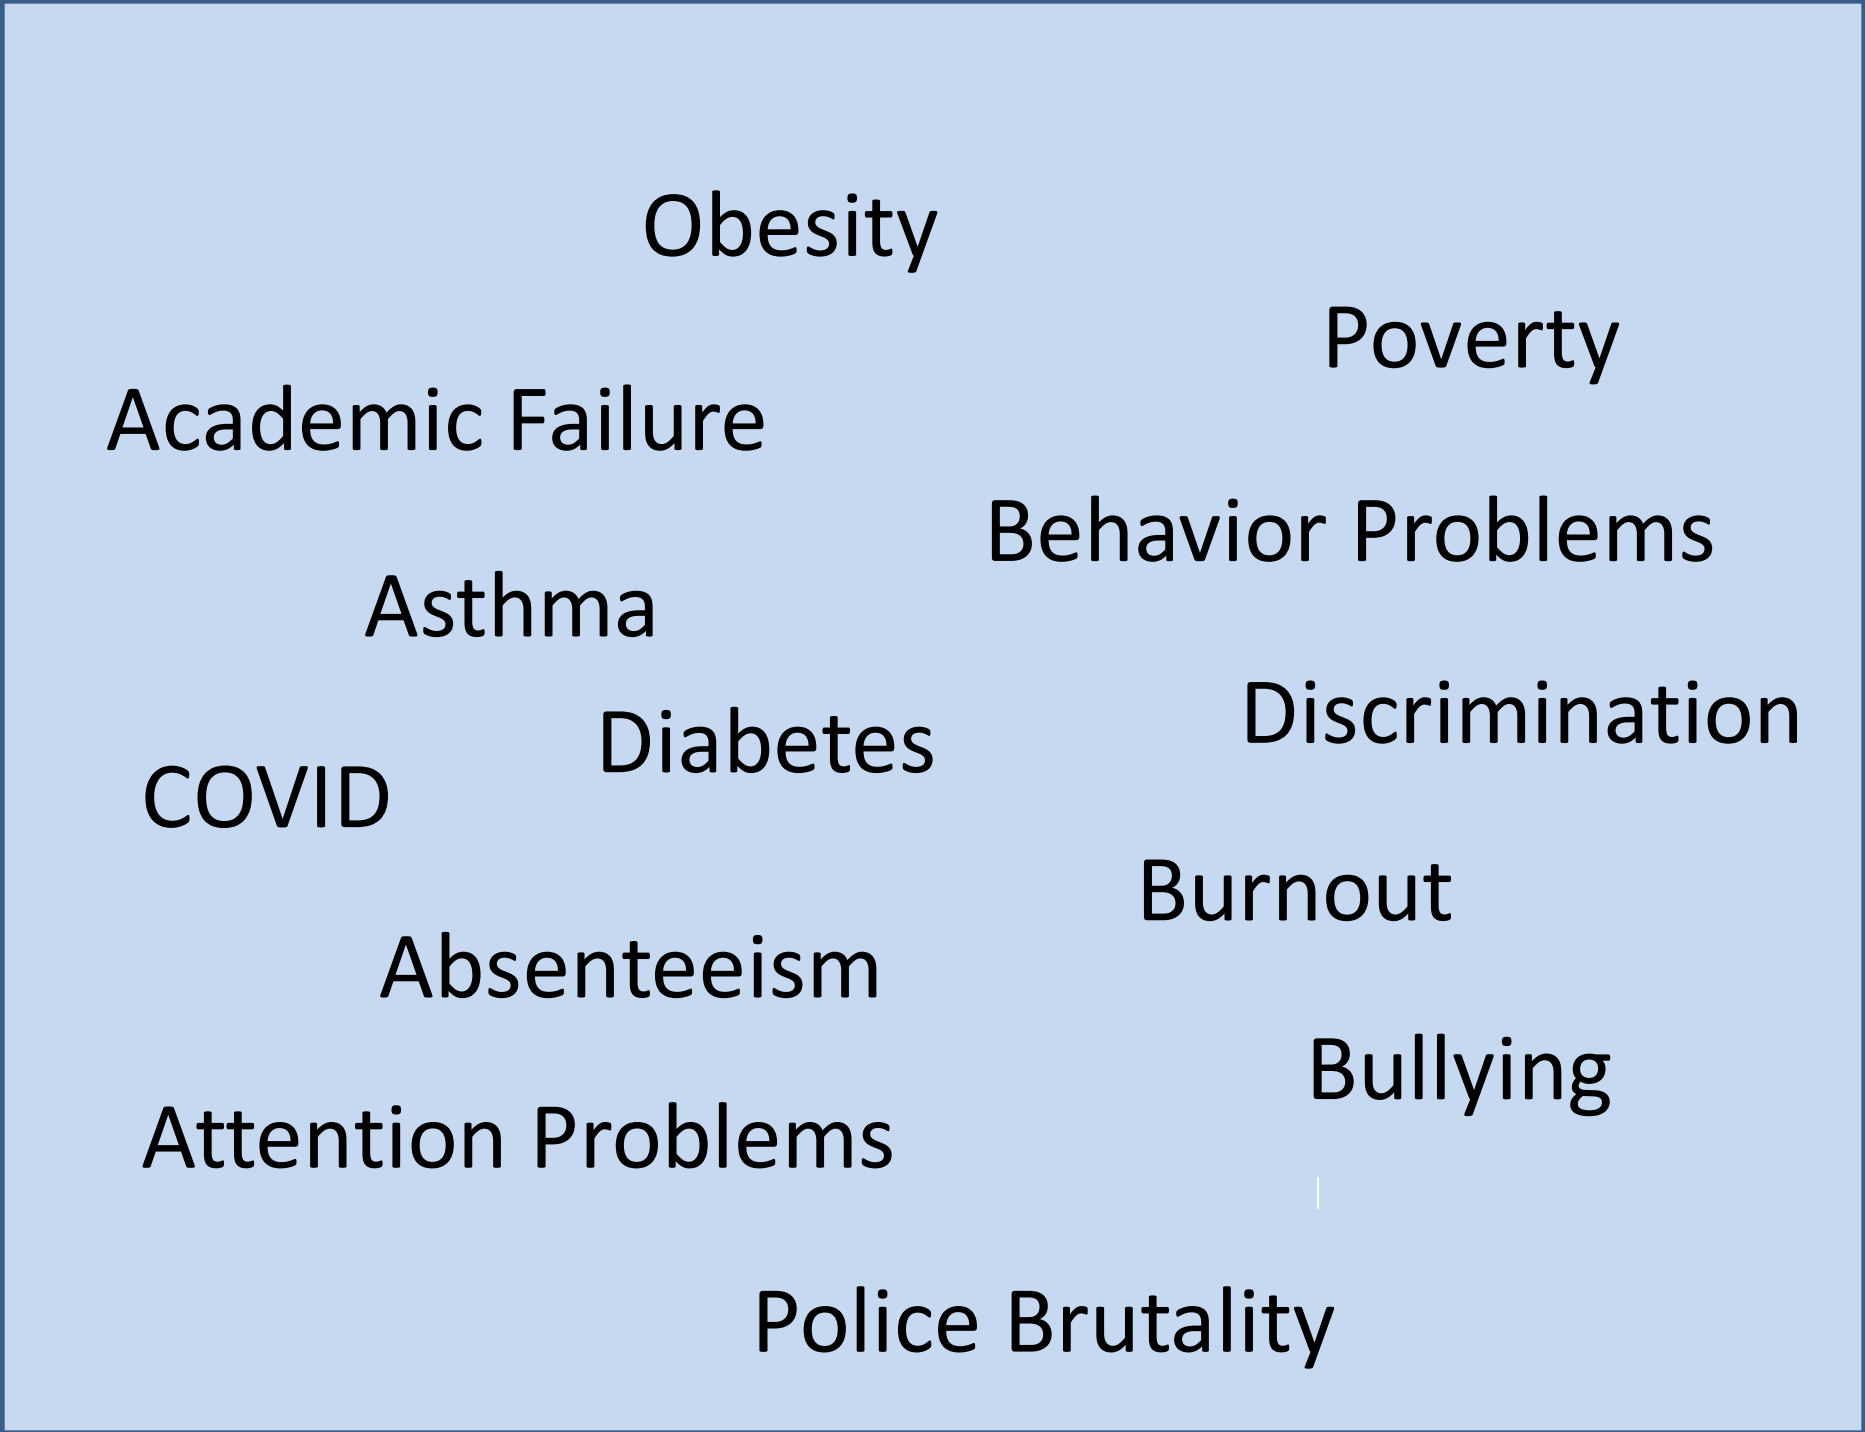 Obesity
Poverty
Academic Failure
Behavior Problems
Asthma
Discrimination
Diabetes
COVID
Burnout
Absenteeism
Bullying
Attention Problems
Police Brutality